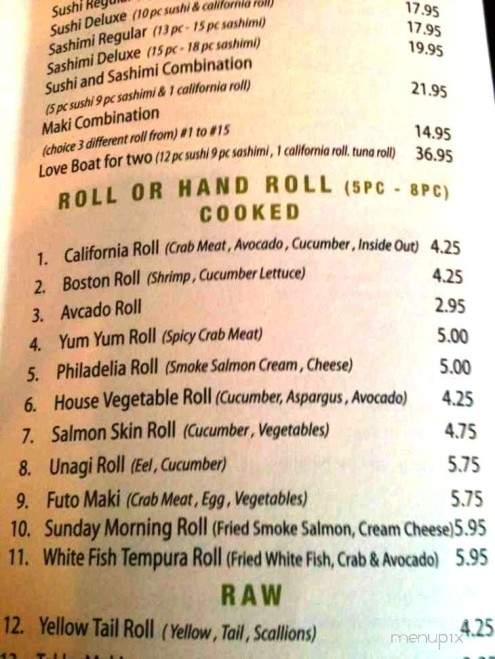 Sushi Regular 17.95
Sushi Deluxe (10 pc sushi & california roll) 17.95
Sashimi Regular (13 pc - 15 pc sashimi) 19.95
Sashimi Deluxe (15 pc - 18 pc sashimi)
Sushi and Sashimi Combination
(5 pc sushi 9 pc sashimi & 1 california roll) 21.95
Maki Combination
(choice 3 different roll from) #1 to #15 14.95
Love Boat for two (12 pc sushi 9 pc sashimi, 1 california roll. tuna roll) 36.95
ROLL OR HAND ROLL (5PC - 8PC)
COOKED
1. California Roll (Crab Meat, Avocado, Cucumber, Inside Out) 4.25
2. Boston Roll (Shrimp, Cucumber Lettuce) 4.25
3. Avcado Roll 2.95
4. Yum Yum Roll (Spicy Crab Meat) 5.00
5. Philadelia Roll (Smoke Salmon Cream, Cheese) 5.00
6. House Vegetable Roll (Cucumber, Aspargus, Avocado) 4.25
7. Salmon Skin Roll (Cucumber, Vegetables) 4.75
8. Unagi Roll (Eel, Cucumber) 5.75
9. Futo Maki (Crab Meat, Egg, Vegetables) 5.75
10. Sunday Morning Roll (Fried Smoke Salmon, Cream Cheese) 5.95
11. White Fish Tempura Roll (Fried White Fish, Crab & Avocado) 5.95
RAW
12. Yellow Tail Roll (Yellow, Tail, Scallions) 4.25
menupix